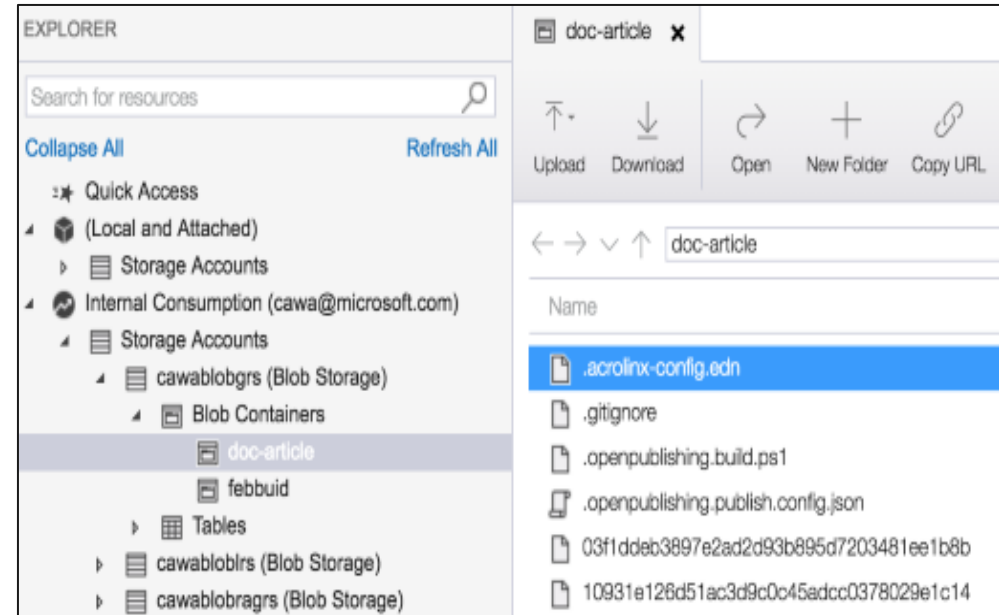 EXPLORER
Search for resources
Collapse All
Refresh All
Quick Access
(Local and Attached)
Storage Accounts
Internal Consumption (cawa@microsoft.com)
Storage Accounts
cawablobgrs (Blob Storage)
Blob Containers
doc-article
febbuid
Tables
cawabloblrs (Blob Storage)
cawablobragrs (Blob Storage)
doc-article
Upload
Download
Open
New Folder
Copy URL
doc-article
Name
.acrolinx-config.edn
.gitignore
.openpublishing.build.ps1
.openpublishing.publish.config.json
03f1ddeb3897e2ad2d93b895d7203481ee1b8b
10931e126d51ac3d9c0c45adcc0378029e1c14